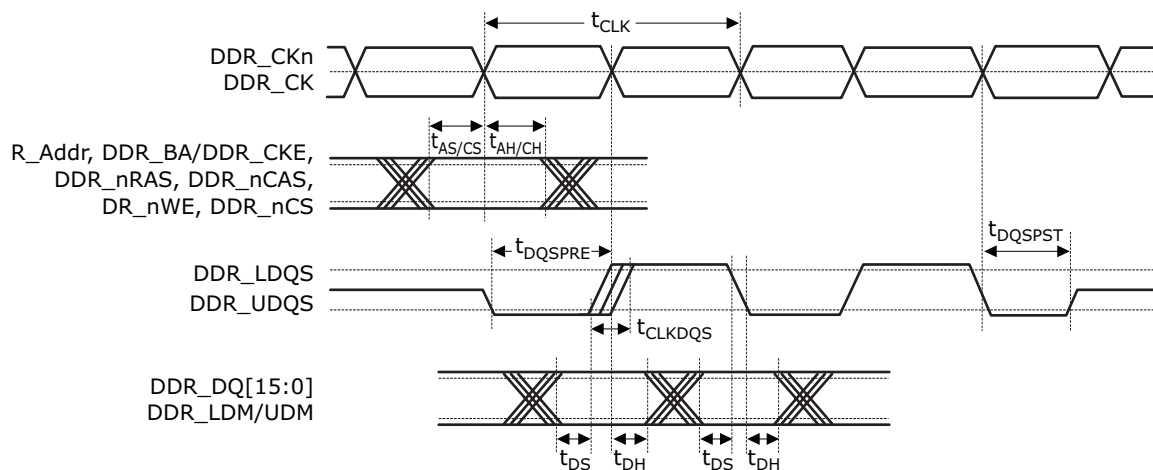 tCLK
DDR_CKn
DDR_CK
tAS/CS tAH/CH
R_Addr, DDR_BA/DDR_CKE,
DDR_nRAS, DDR_nCAS,
DR_nWE, DDR_nCS
tDQSPRE
tDQSPST
DDR_LDQS
DDR_UDQS
tCLKDQS
DDR_DQ[15:0]
DDR_LDM/UDM
tDS tDH tDS tDH